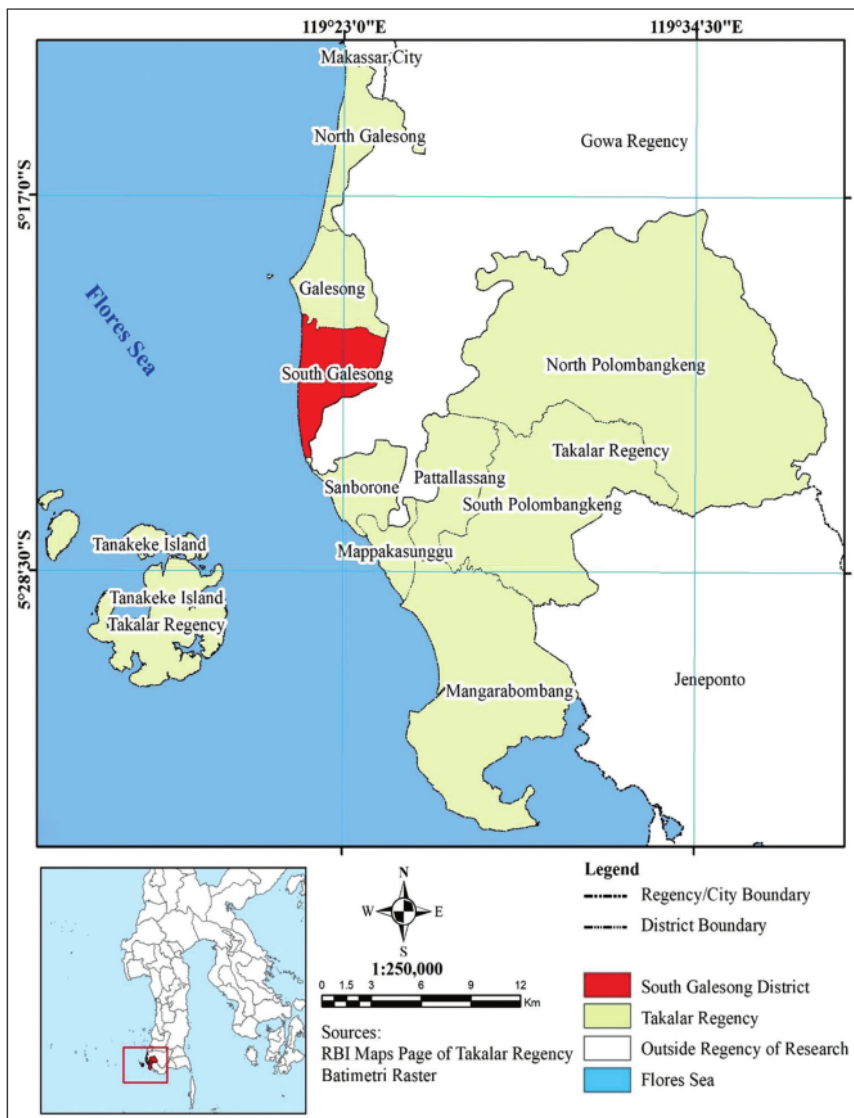 119°23'0"E
119°34'30"E
Makassar City
North Galesong
Gowa Regency
5°17'0"S
Galesong
Flores Sea
South Galesong
North Polombangkeng
Takalar Regency
Pattallassang
Sanborone
South Polombangkeng
Tanakeke Island
Mappakasunggu
5°28'30"S
Tanakeke Island
Takalar Regency
Jeneponto
Mangarabombang
N
W
E
S
1:250,000
0 1.5 3 6 9 12
Km
Sources:
RBI Maps Page of Takalar Regency
Batimetri Raster
Legend
Regency/City Boundary
District Boundary
South Galesong District
Takalar Regency
Outside Regency of Research
Flores Sea